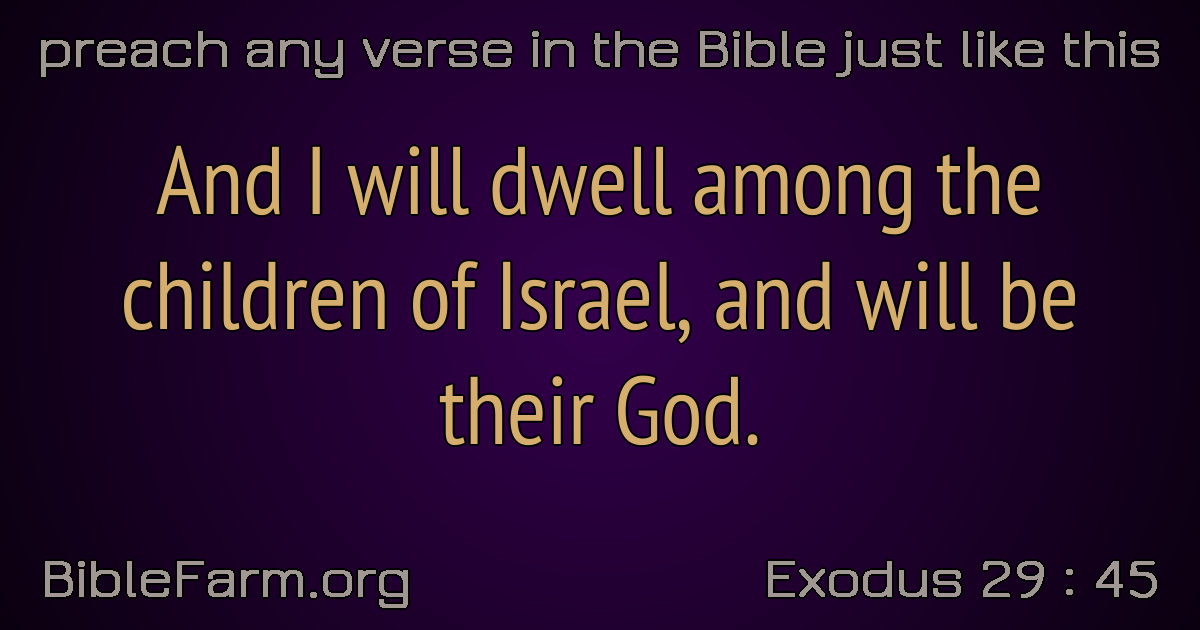 preach any verse in the Bible just like this
And I will dwell among the
children of Israel, and will be
their God.
BibleFarm.org
Exodus 29 : 45